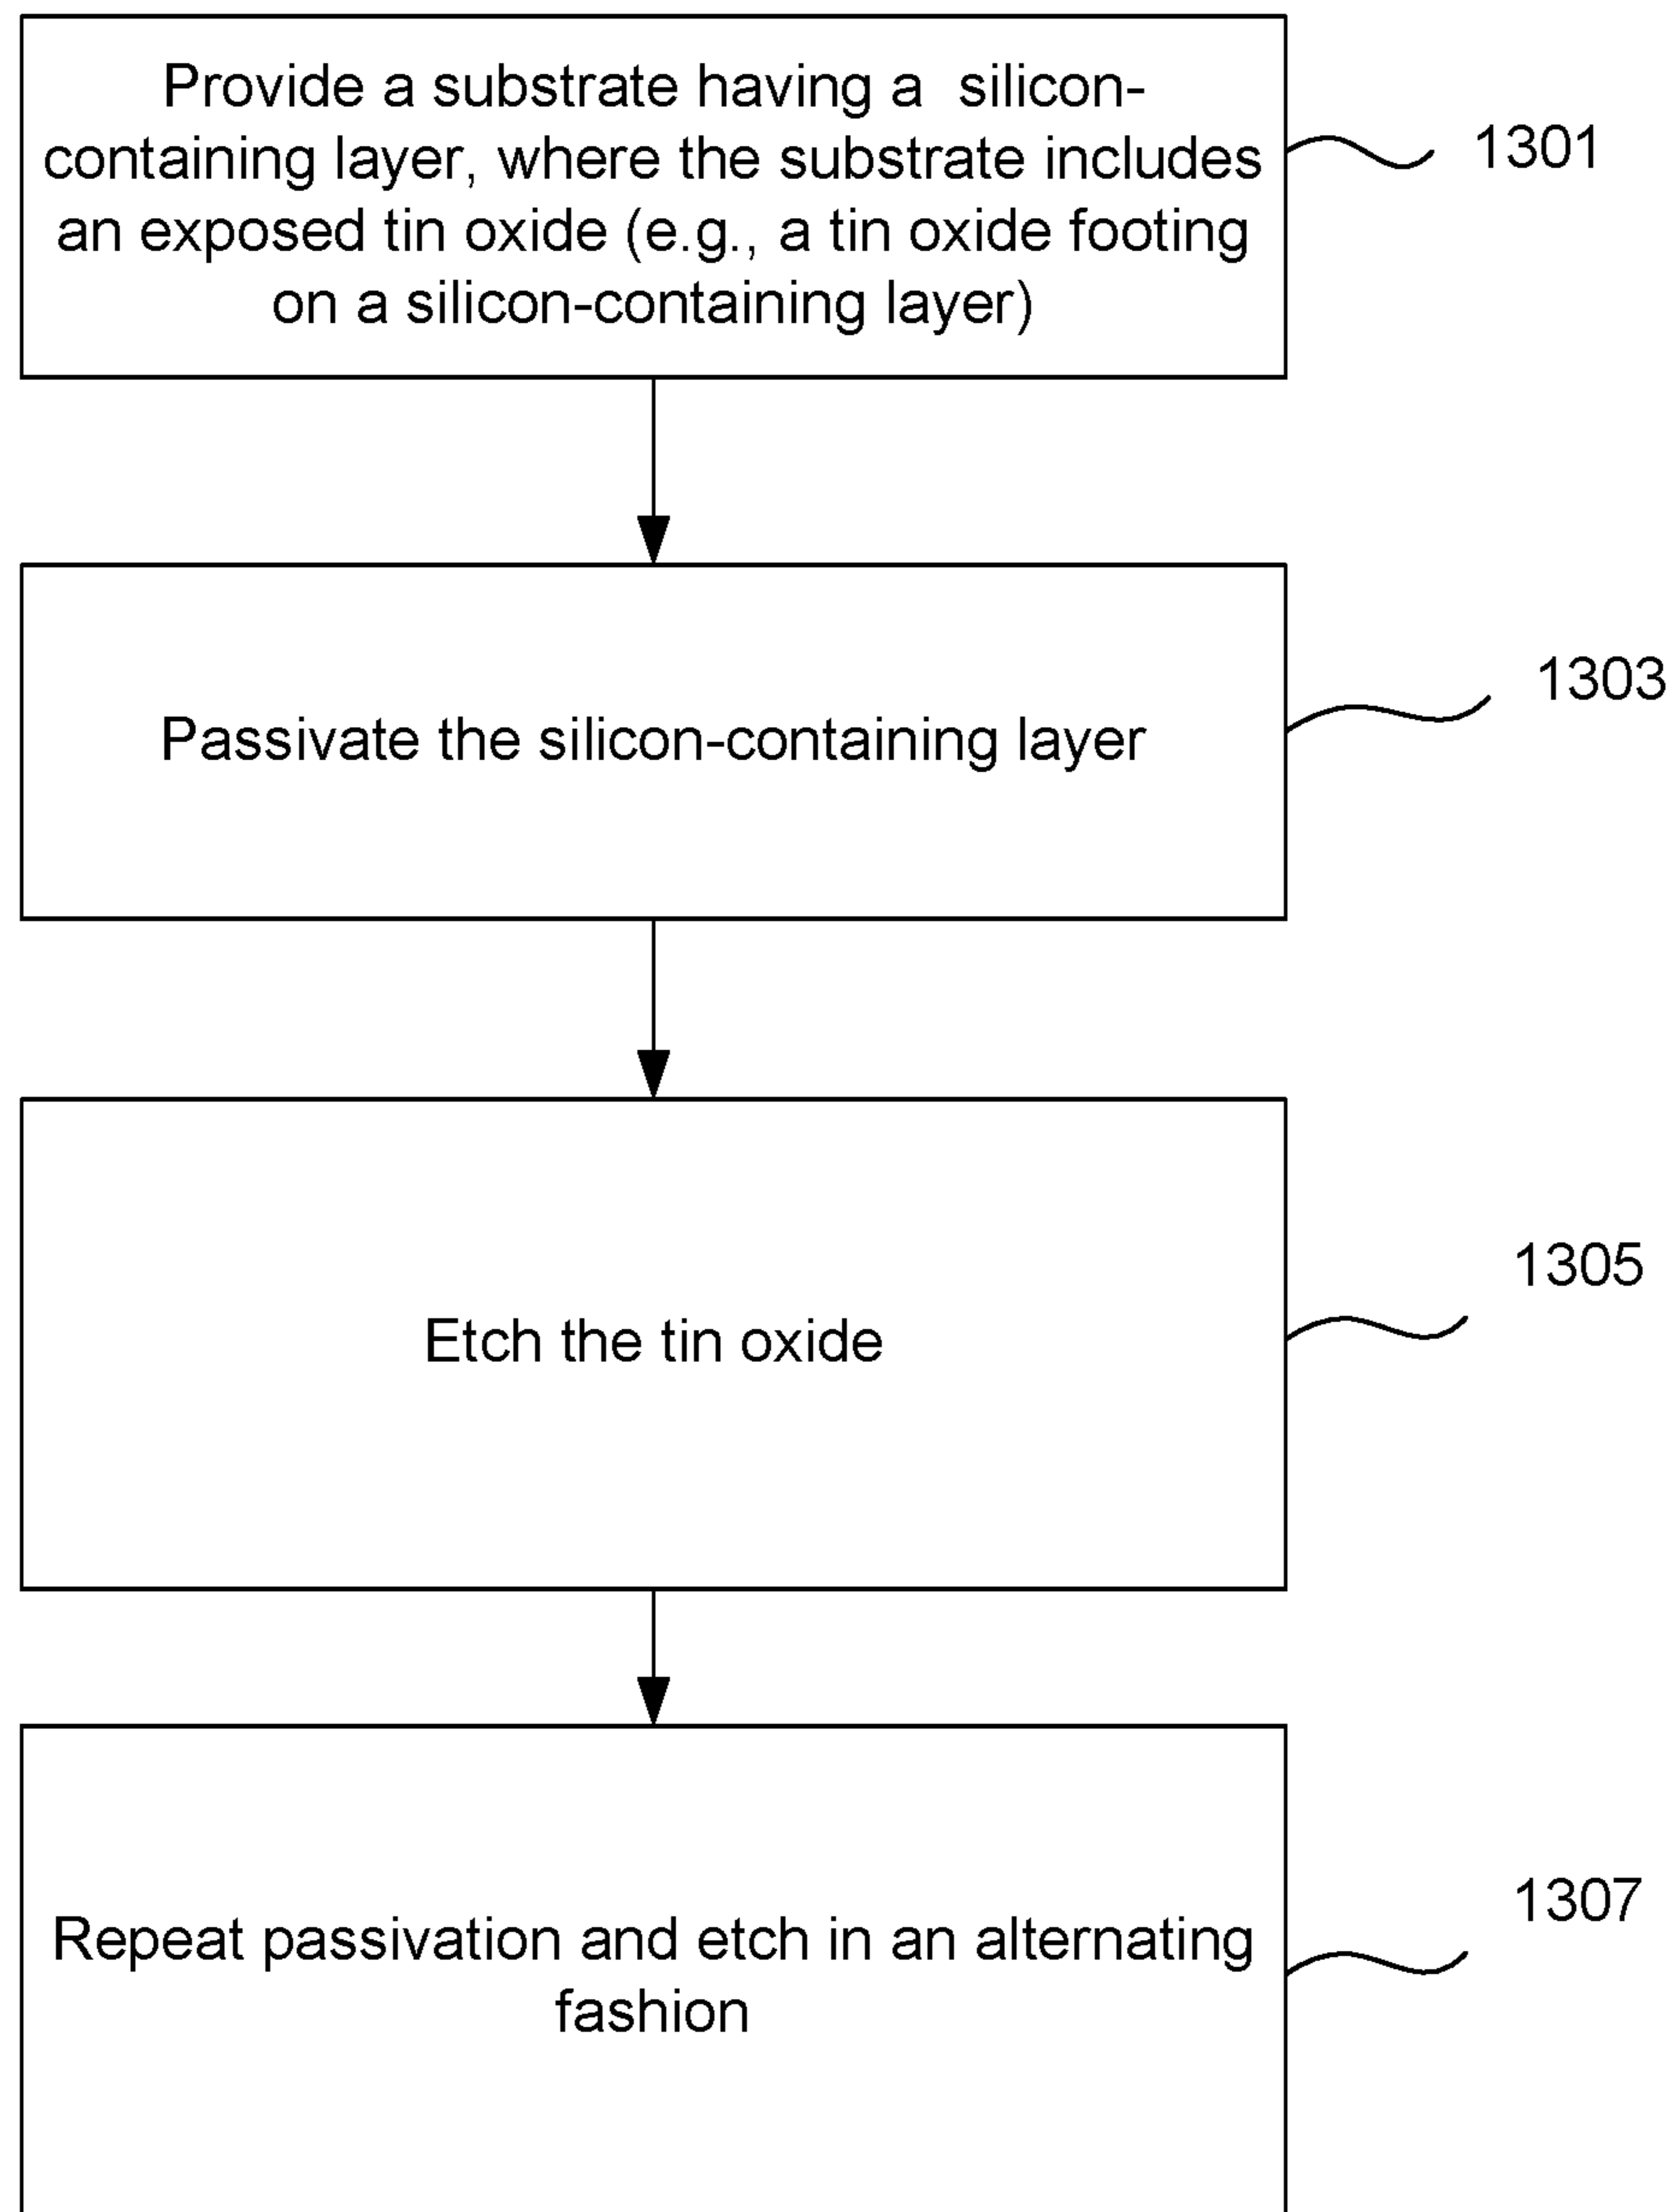 Provide a substrate having a  silicon-
containing layer, where the substrate includes
an exposed tin oxide (e.g., a tin oxide footing
on a silicon-containing layer)
1301
Passivate the silicon-containing layer
1303
Etch the tin oxide
1305
Repeat passivation and etch in an alternating
fashion
1307